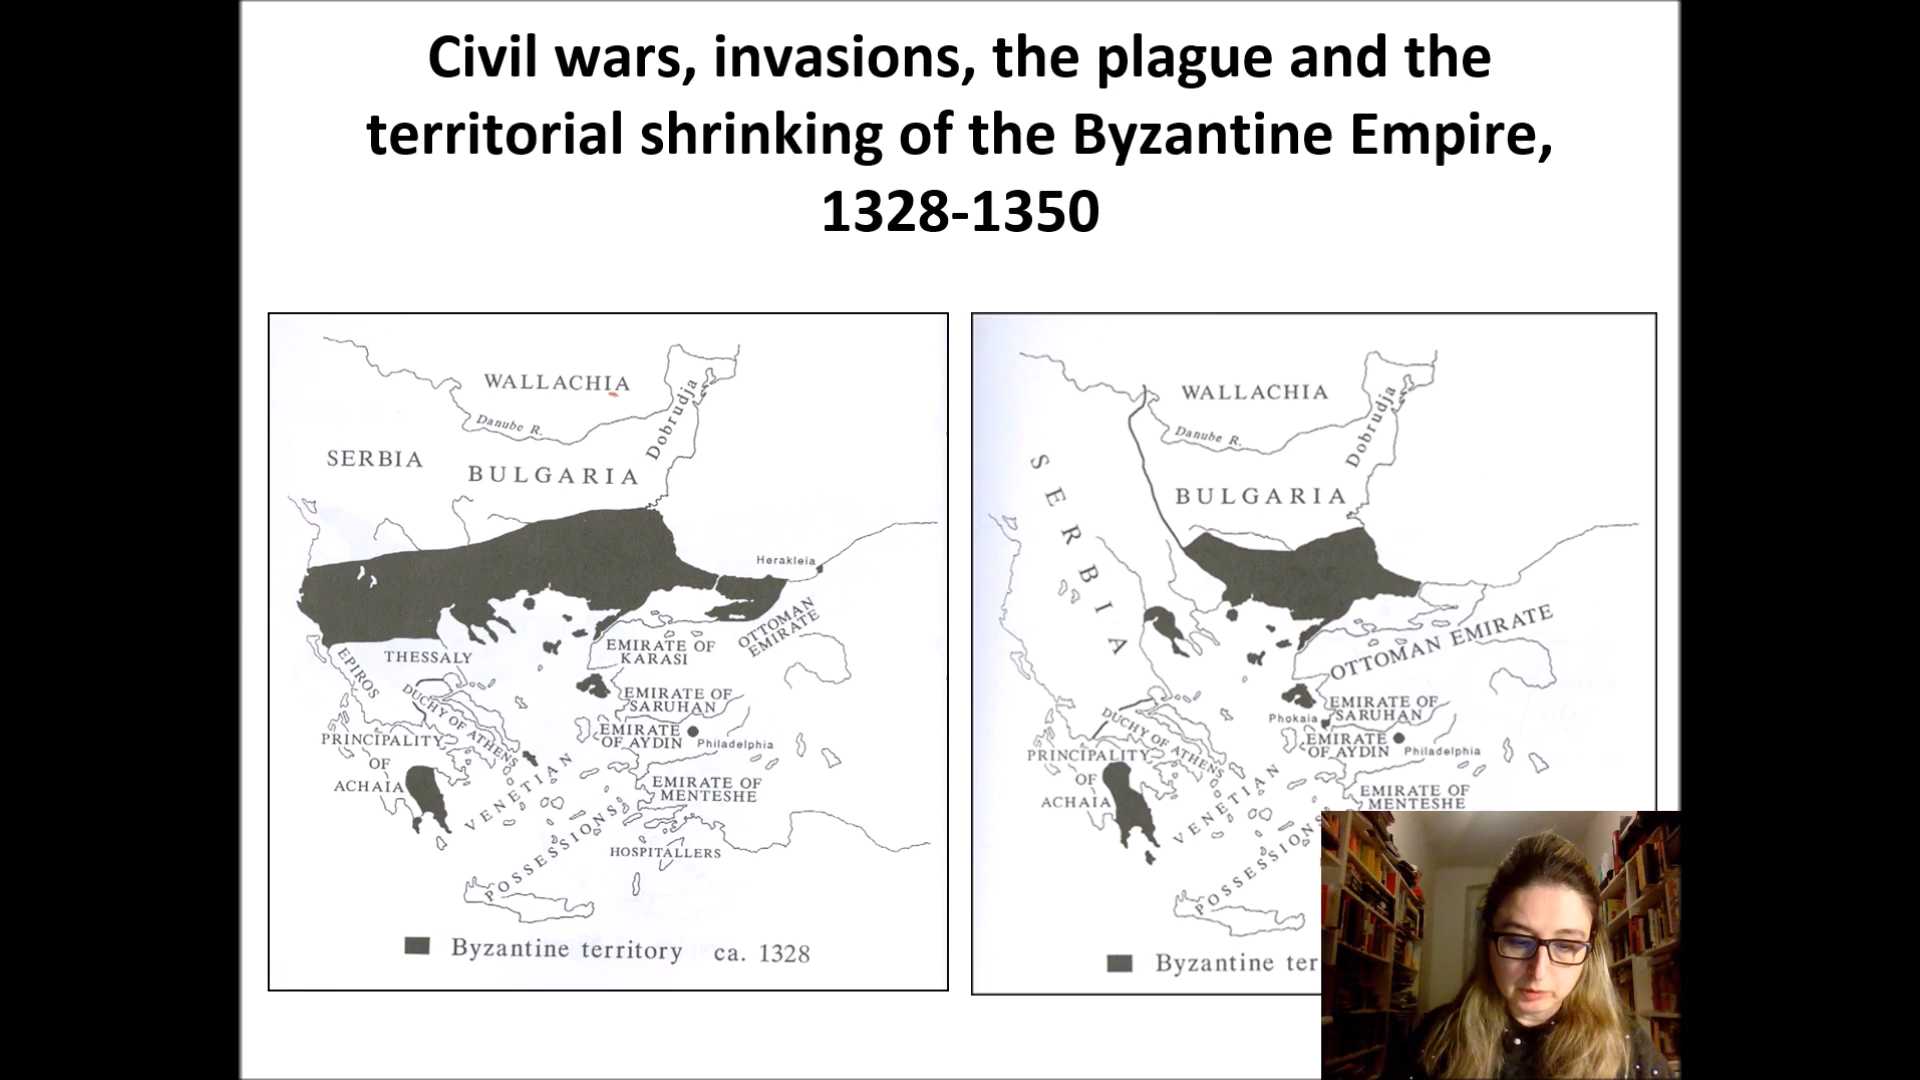 Civil wars, invasions, the plague and the
territorial shrinking of the Byzantine Empire,
1328-1350
WALLACHIA
Danube R.
Dobrudja
SERBIA
BULGARIA
Herakleia
OTTOMAN
EMIRATE
EMIRATE OF
KARASI
THESSALY
EPIROS
DUCHY OF ATHENS
EMIRATE OF
SARUHAN
EMIRATE
OF AYDIN
Philadelphia
PRINCIPALITY
OF
ACHAIA
EMIRATE OF
MENTESHE
VENETIAN
POSSESSIONS
HOSPITALLERS
Byzantine territory ca. 1328
WALLACHIA
Danube R.
Dobrudja
SERBIA
BULGARIA
OTTOMAN EMIRATE
EMIRATE OF
SARUHAN
Phokaia
EMIRATE
OF AYDIN
Philadelphia
DUCHY OF ATHENS
PRINCIPALITY
OF
ACHAIA
EMIRATE OF
MENTESHE
VENETIAN
POSSESSIONS
Byzantine ter